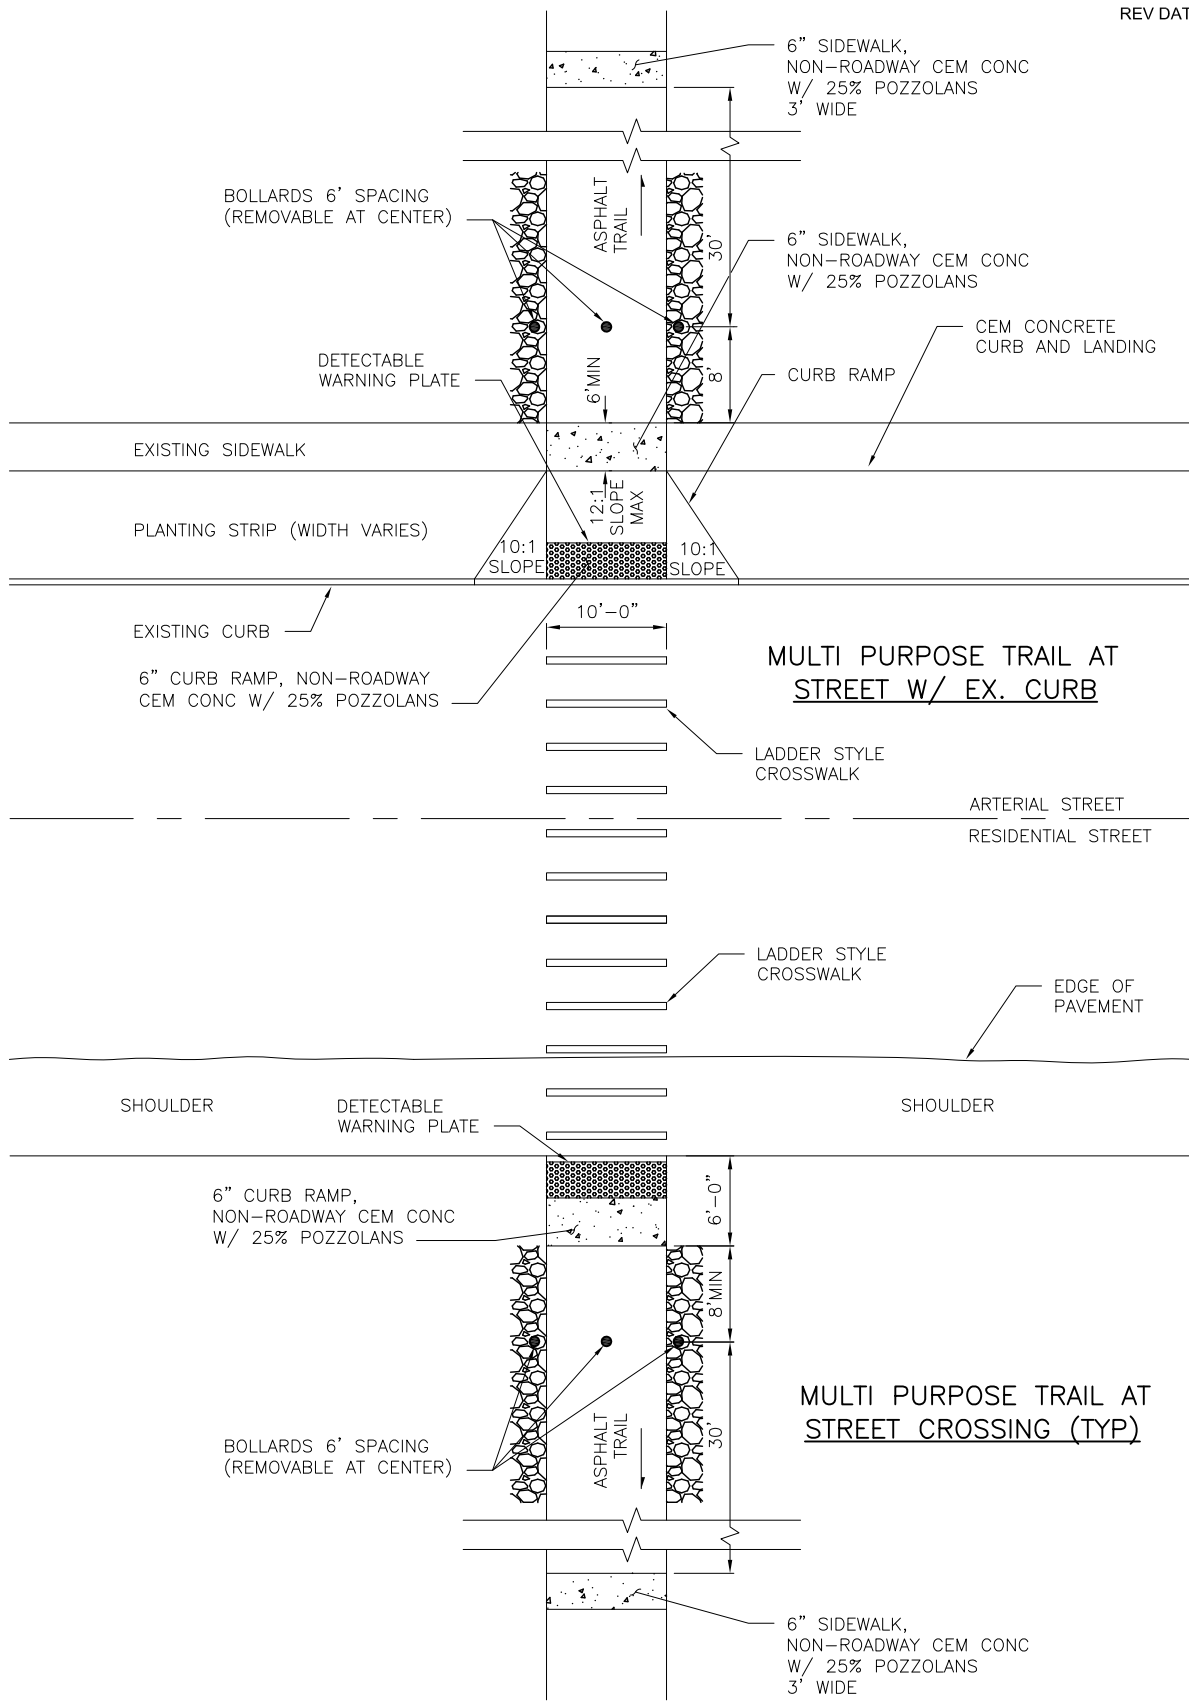 REV DAT
6" SIDEWALK,
NON-ROADWAY CEM CONC
W/ 25% POZZOLANS
3' WIDE
BOLLARDS 6' SPACING
(REMOVABLE AT CENTER)
ASPHALT
TRAIL
30'
6" SIDEWALK,
NON-ROADWAY CEM CONC
W/ 25% POZZOLANS
CEM CONCRETE
CURB AND LANDING
DETECTABLE
WARNING PLATE
6'MIN
8'
CURB RAMP
EXISTING SIDEWALK
12:1
SLOPE
MAX
PLANTING STRIP (WIDTH VARIES)
10:1
SLOPE
10:1
SLOPE
10'-0"
EXISTING CURB
6" CURB RAMP, NON-ROADWAY
CEM CONC W/ 25% POZZOLANS
MULTI PURPOSE TRAIL AT
STREET W/ EX. CURB
LADDER STYLE
CROSSWALK
ARTERIAL STREET
RESIDENTIAL STREET
LADDER STYLE
CROSSWALK
EDGE OF
PAVEMENT
SHOULDER
DETECTABLE
WARNING PLATE
SHOULDER
6" CURB RAMP,
NON-ROADWAY CEM CONC
W/ 25% POZZOLANS
6'-0"
8'MIN
MULTI PURPOSE TRAIL AT
STREET CROSSING (TYP)
BOLLARDS 6' SPACING
(REMOVABLE AT CENTER)
ASPHALT
TRAIL
30'
6" SIDEWALK,
NON-ROADWAY CEM CONC
W/ 25% POZZOLANS
3' WIDE